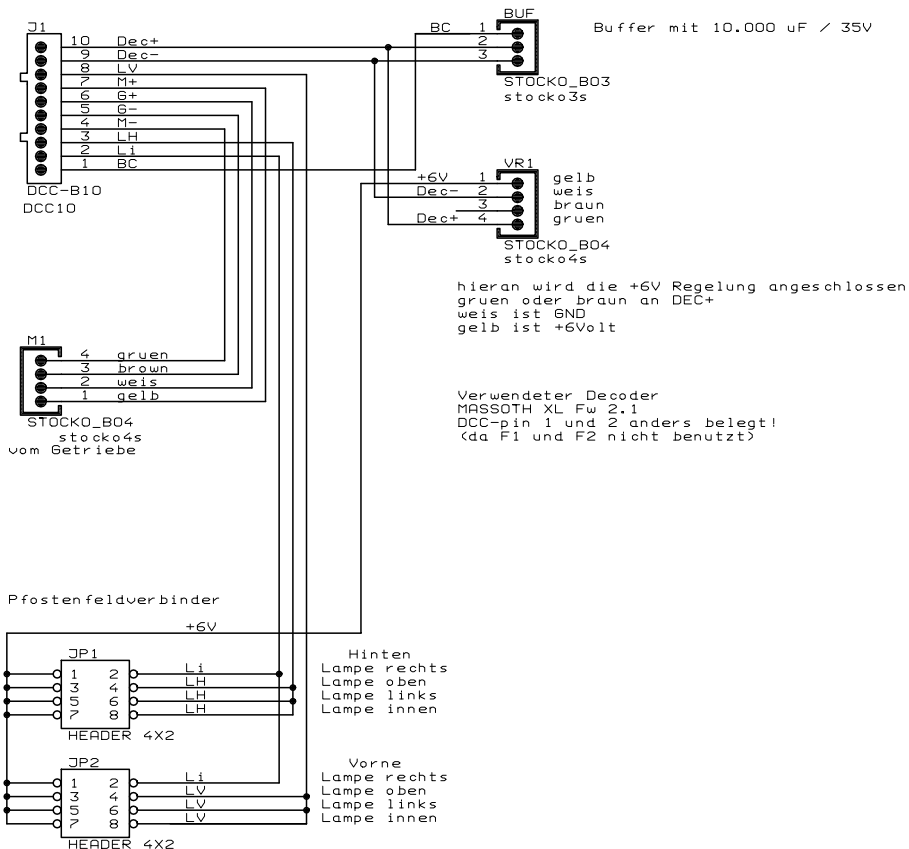 J1
10 Dec+
9 Dec-
8 LV
7 M+
6 G+
5 G-
4 M-
3 LH
2 Li
1 BC
DCC-B10
DCC10
BUF
BC 1
2
3
STOCKO_BO3
stocko3s
Buffer mit 10.000 uF / 35V
VR1
+6V 1 gelb
Dec- 2 weis
3 braun
Dec+ 4 gruen
STOCKO_BO4
stocko4s
hieran wird die +6V Regelung angeschlossen
gruen oder braun an DEC+
weis ist GND
gelb ist +6Volt
M1
4 gruen
3 brown
2 weis
1 gelb
STOCKO_BO4
stocko4s
vom Getriebe
Verwendeter Decoder
MASSOTH XL Fw 2.1
DCC-pin 1 und 2 anders belegt!
(da F1 und F2 nicht benutzt)
Pfostenfeldverbinder
+6V
JP1 Hinten
1 2 Li Lampe rechts
3 4 LH Lampe oben
5 6 LH Lampe links
7 8 LH Lampe innen
HEADER 4X2
JP2 Vorne
1 2 Li Lampe rechts
3 4 LV Lampe oben
5 6 LV Lampe links
7 8 LV Lampe innen
HEADER 4X2